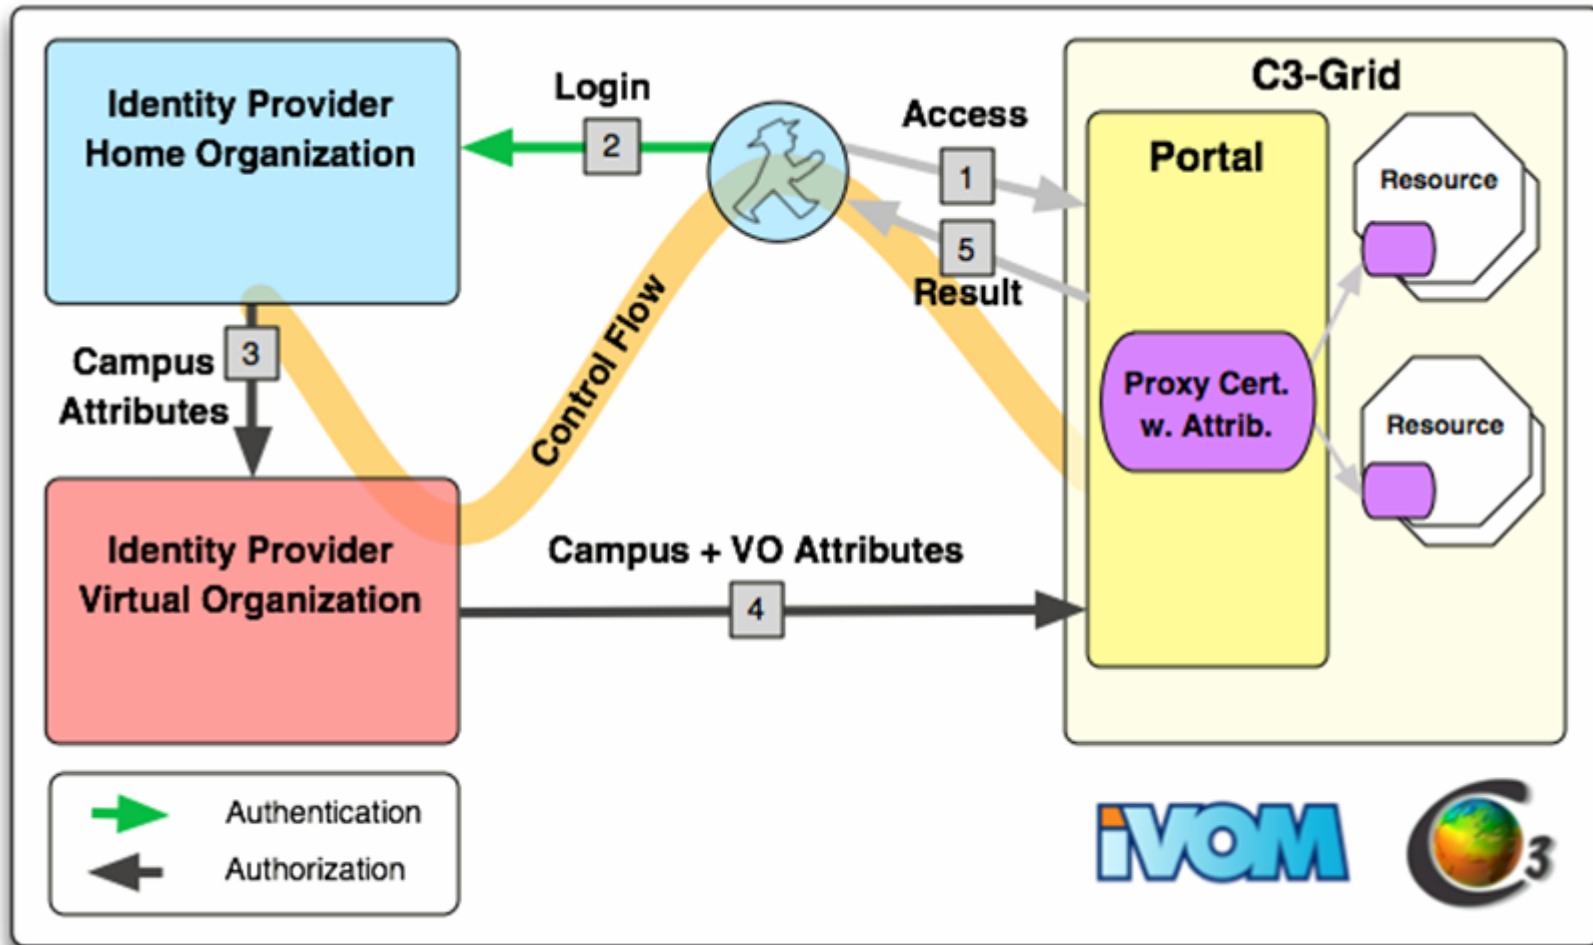 Identity Provider
Home Organization
Login
2
Access
1
5
Result
C3-Grid
Portal
Resource
Proxy Cert.
w. Attrib.
Resource
3
Campus
Attributes
Control Flow
Identity Provider
Virtual Organization
Campus + VO Attributes
4
Authentication
Authorization
iVOM
C3